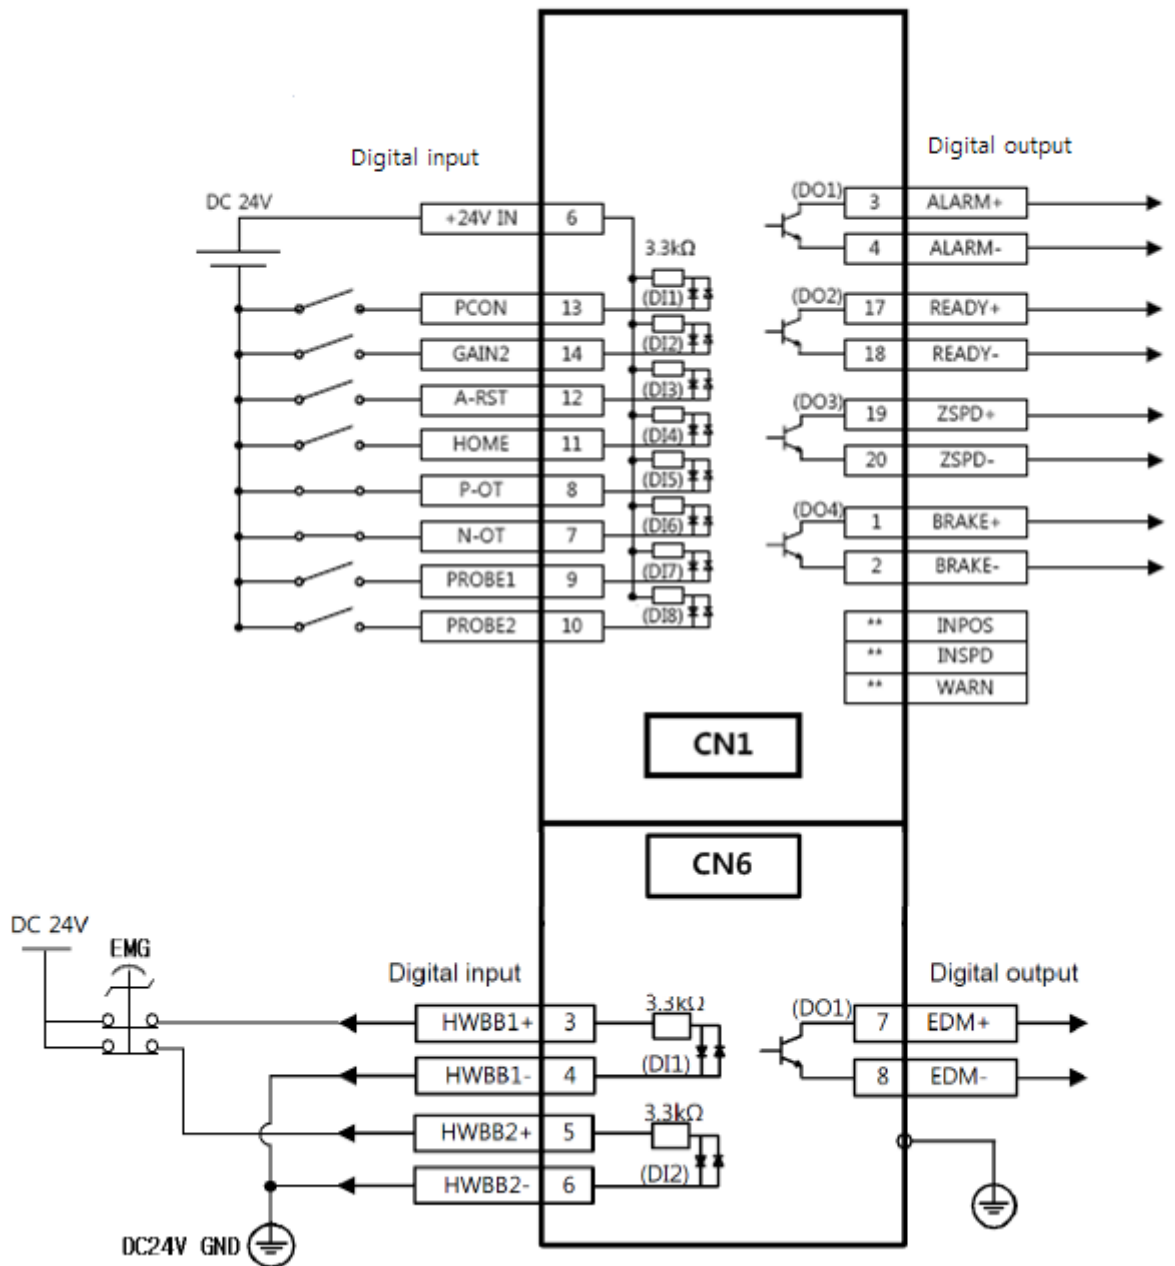 Digital input
Digital output
DC 24V
+24V IN 6
3.3kΩ
(DI1)
PCON 13
(DI2)
GAIN2 14
(DI3)
A-RST 12
(DI4)
HOME 11
(DI5)
P-OT 8
(DI6)
N-OT 7
(DI7)
PROBE1 9
(DI8)
PROBE2 10
(DO1) 3 ALARM+
4 ALARM-
(DO2) 17 READY+
18 READY-
(DO3) 19 ZSPD+
20 ZSPD-
(DO4) 1 BRAKE+
2 BRAKE-
** INPOS
** INSPD
** WARN
CN1
CN6
DC 24V
EMG
Digital input
Digital output
HWBB1+ 3
3.3kΩ
HWBB1- 4
(DI1)
HWBB2+ 5
3.3kΩ
HWBB2- 6
(DI2)
(DO1) 7 EDM+
8 EDM-
DC24V GND